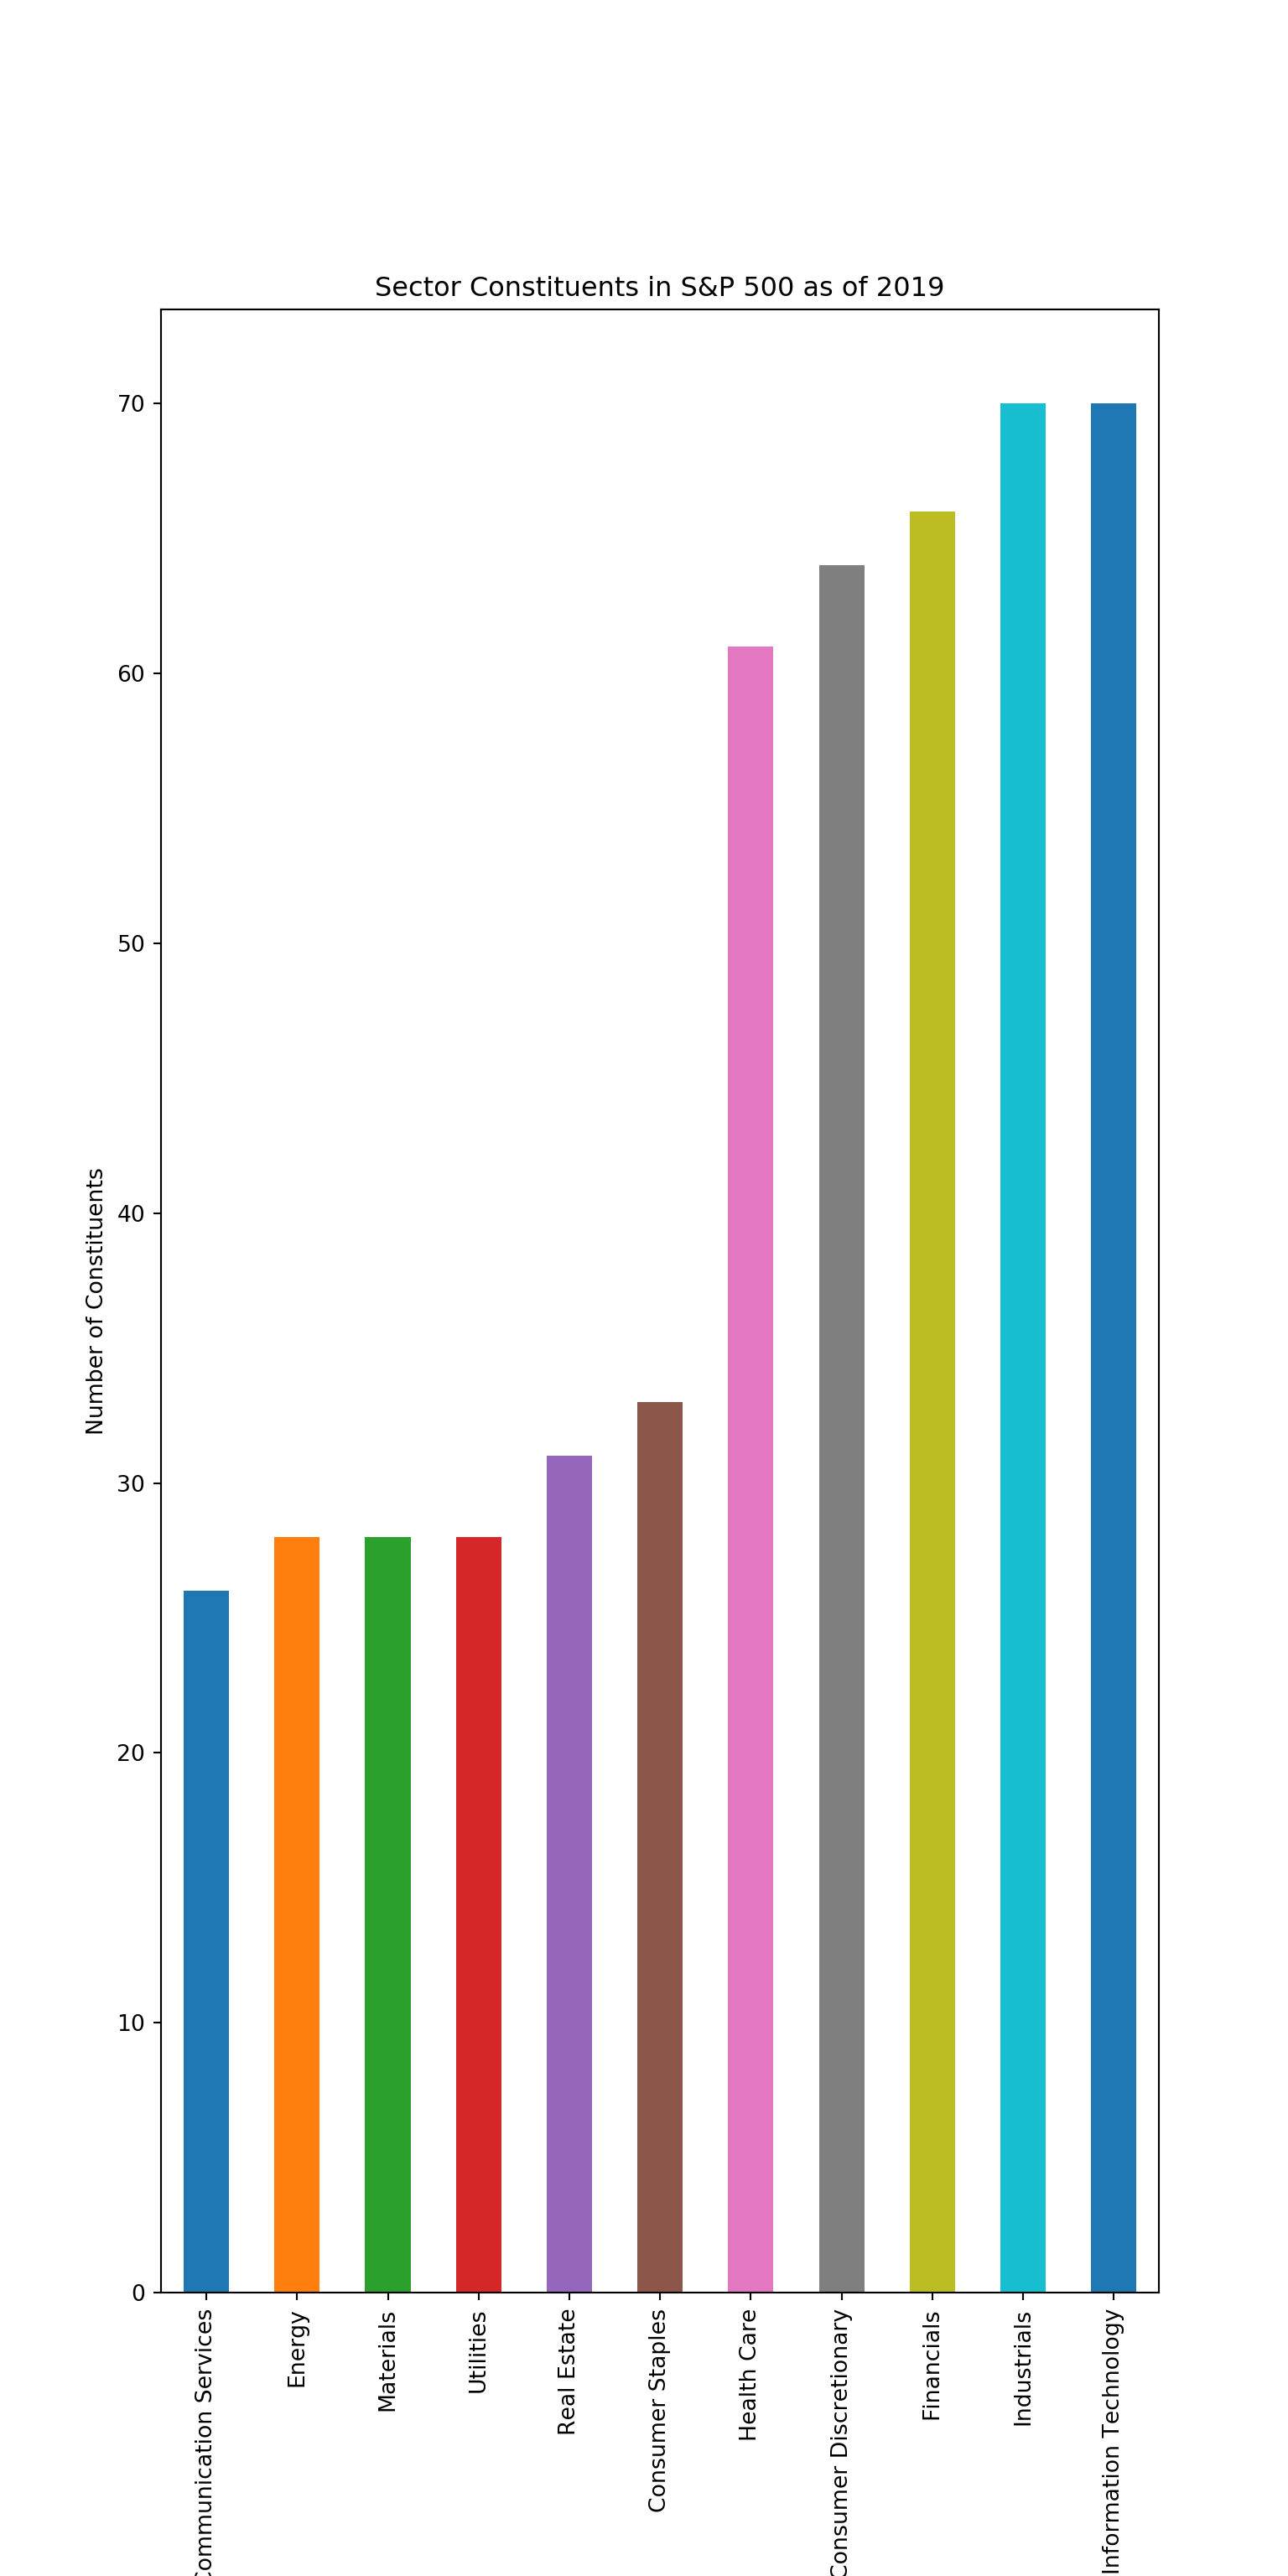 Sector Constituents in S&P 500 as of 2019
Number of Constituents
70
60
50
40
30
20
10
0
ommunication Services
Energy
Materials
Utilities
Real Estate
Consumer Staples
Health Care
Consumer Discretionary
Financials
Industrials
Information Technology